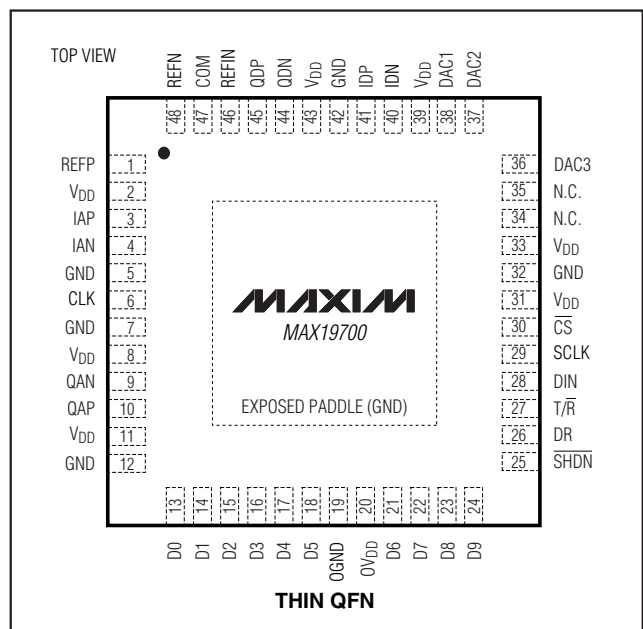 TOP VIEW
REFN COM REFIN QDP QDN VDD GND IDP IDN VDD DAC1 DAC2
48 47 46 45 44 43 42 41 40 39 38 37
REFP 1
VDD 2
IAP 3
IAN 4
GND 5
CLK 6
GND 7
VDD 8
QAN 9
QAP 10
VDD 11
GND 12
MAXIM
MAX19700
EXPOSED PADDLE (GND)
36 DAC3
35 N.C.
34 N.C.
33 VDD
32 GND
31 VDD
30 C̅S̅
29 SCLK
28 DIN
27 T/R̅
26 DR
25 S̅H̅D̅N̅
13 14 15 16 17 18 19 20 21 22 23 24
D0 D1 D2 D3 D4 D5 OGND OVDD D6 D7 D8 D9
THIN QFN